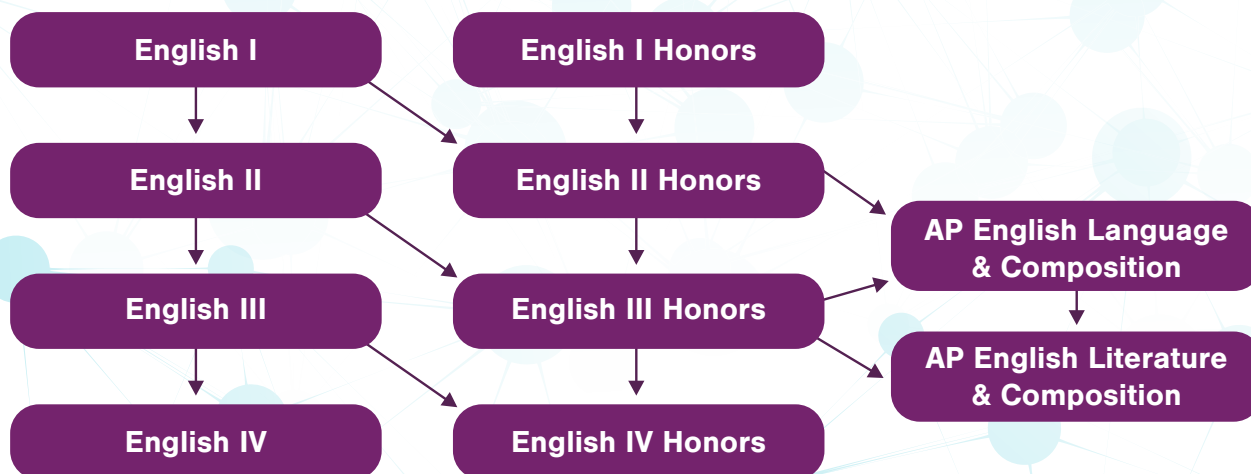 English I
English I Honors
English II
English II Honors
AP English Language
& Composition
English III
English III Honors
AP English Literature
& Composition
English IV
English IV Honors